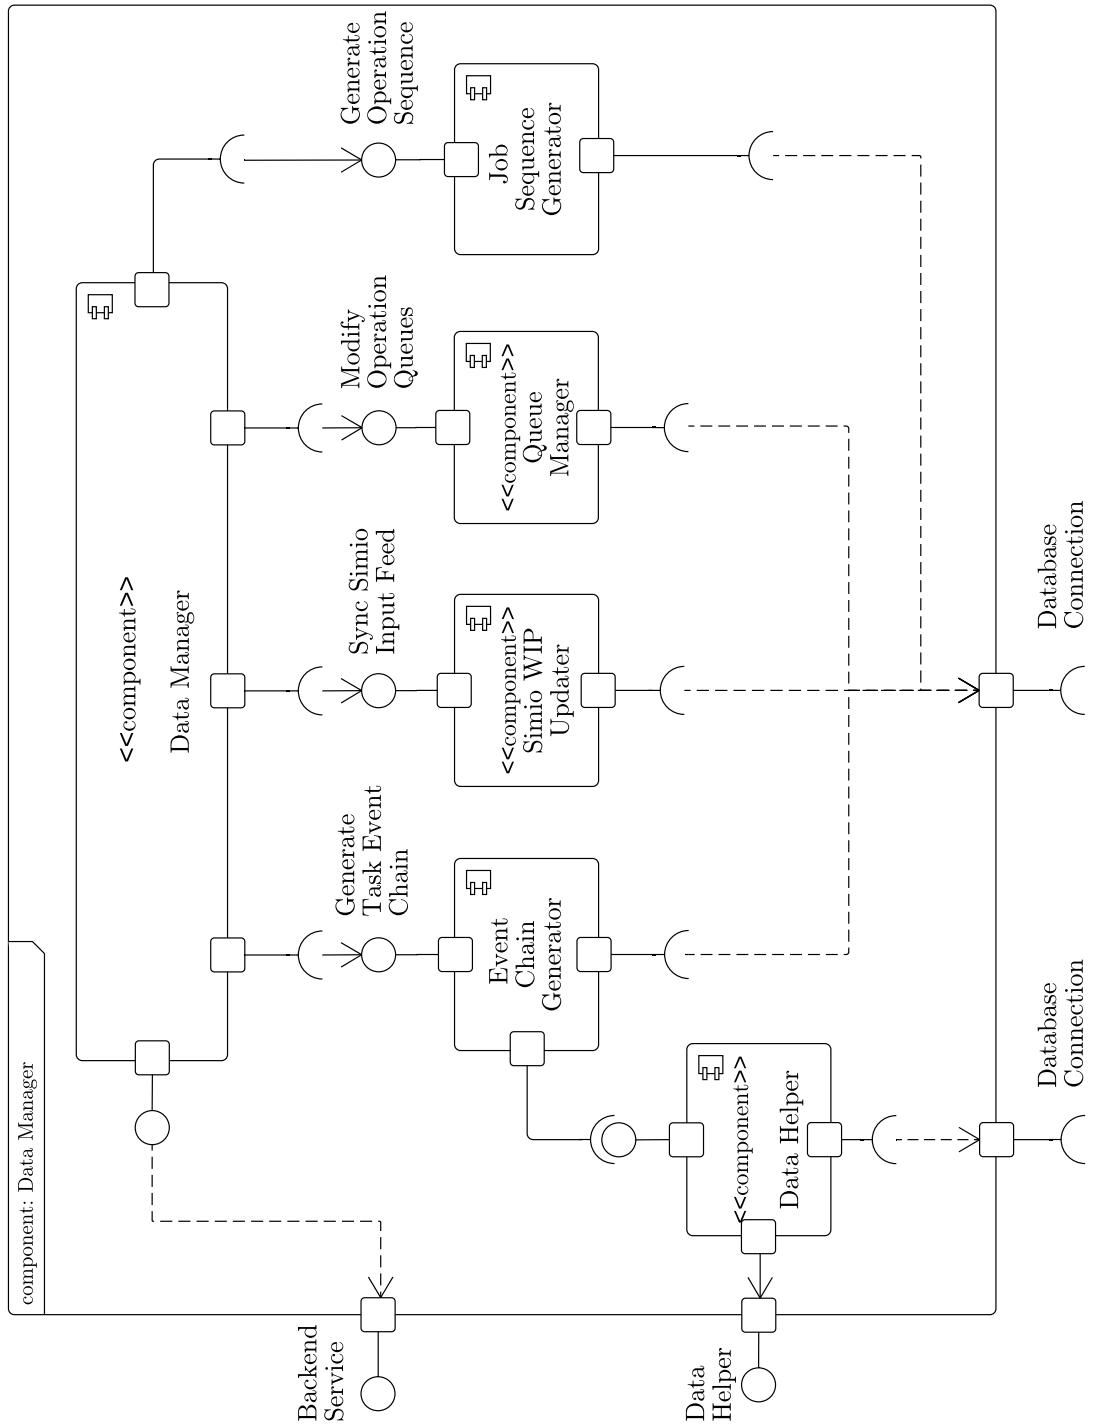 component: Data Manager
<<component>>
Data Manager
Backend
Service
Generate
Task Event
Chain
Sync Simio
Input Feed
Modify
Operation
Queues
Generate
Operation
Sequence
Event
Chain
Generator
<<component>>
Simio WIP
Updater
<<component>>
Queue
Manager
Job
Sequence
Generator
Data
Helper
<<component>>
Data Helper
Database
Connection
Database
Connection